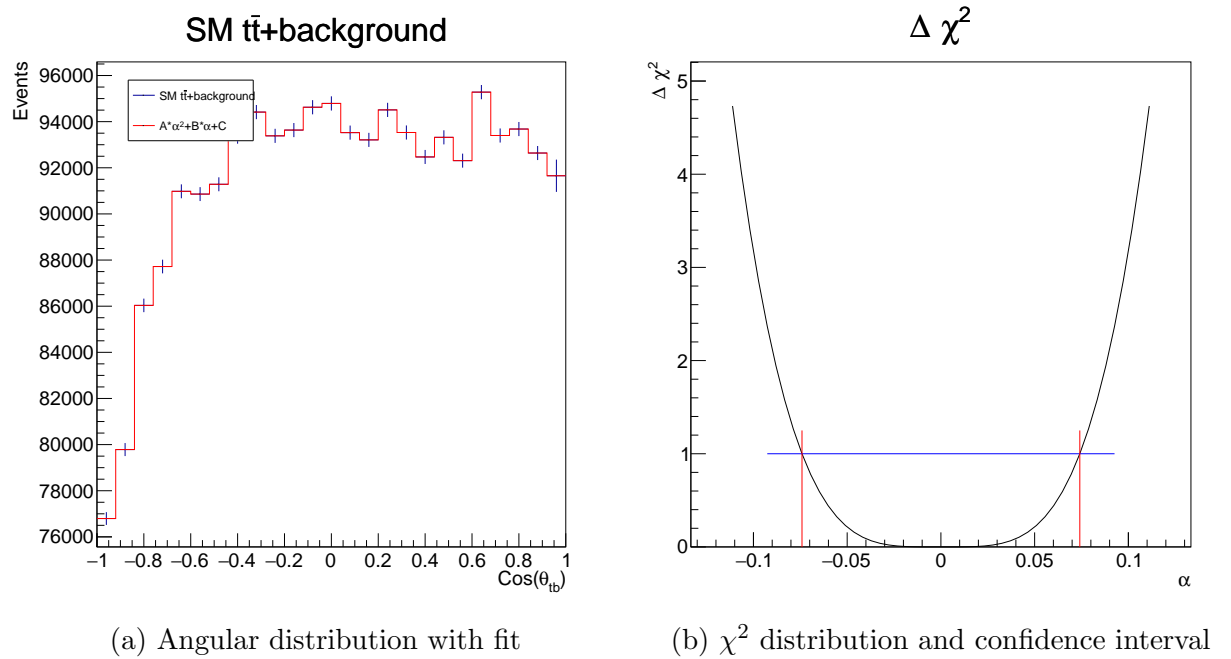 SM tt̄+background
Events
96000
94000
92000
90000
88000
86000
84000
82000
80000
78000
76000
SM tt̄+background
A*α²+B*α+C
−1 −0.8 −0.6 −0.4 −0.2 0 0.2 0.4 0.6 0.8 1
Cos(θ_tb)
(a) Angular distribution with fit
Δ χ²
Δ χ²
5
4
3
2
1
0
−0.1 −0.05 0 0.05 0.1
α
(b) χ² distribution and confidence interval